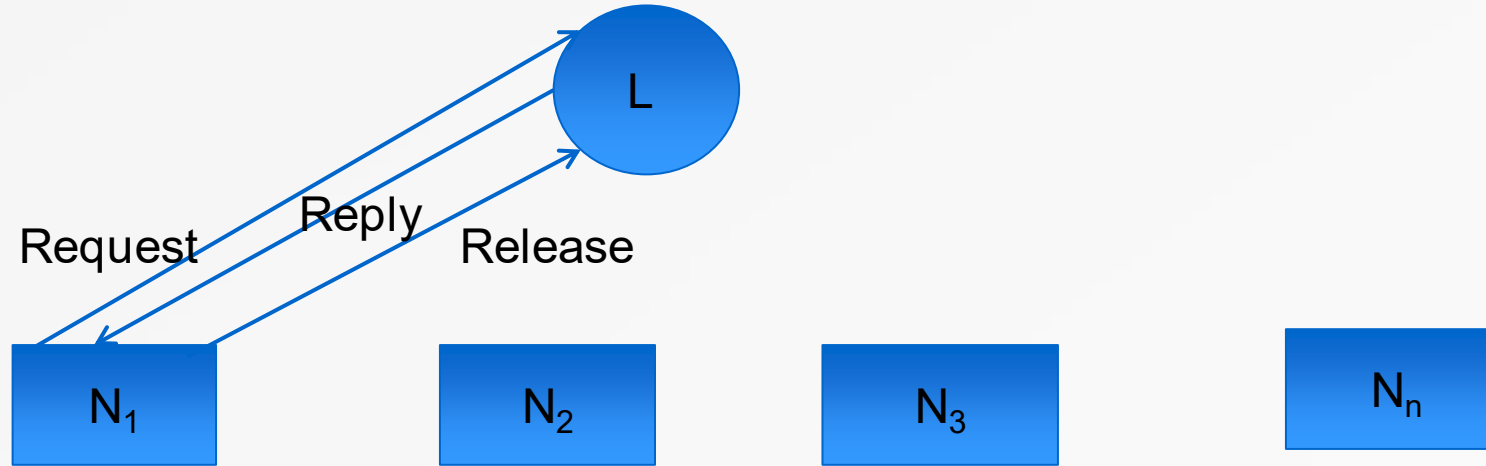 L
Reply
Request
Release
N₁
N₂
N₃
Nₙ